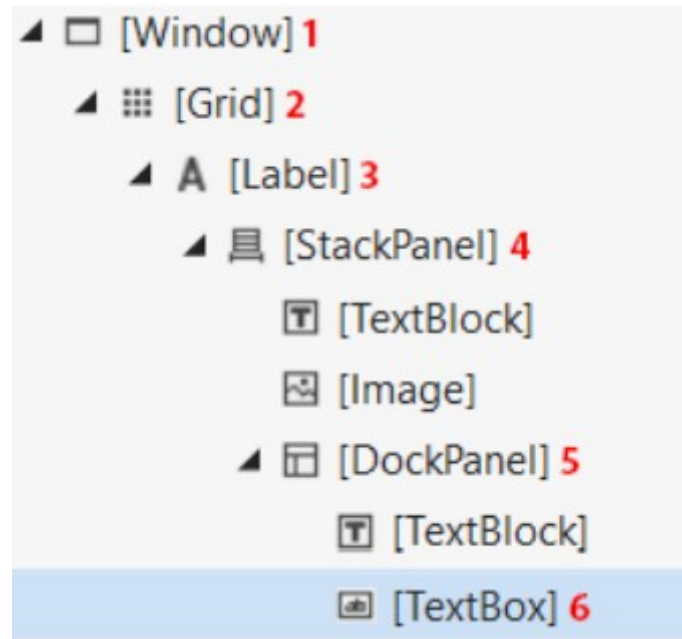 [Window] 1
[Grid] 2
[Label] 3
[StackPanel] 4
[TextBlock]
[Image]
[DockPanel] 5
[TextBlock]
[TextBox] 6